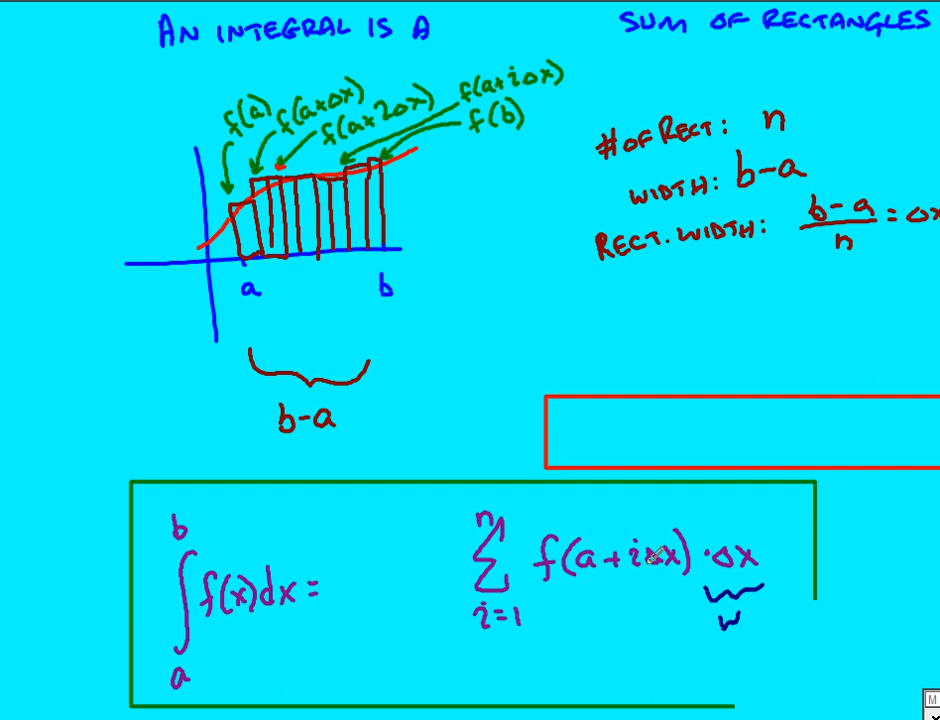 AN INTEGRAL IS A SUM OF RECTANGLES
f(a) f(a+Δx) f(a+2Δx) f(a+iΔx) f(b)
# OF RECT: n
WIDTH: b-a
RECT. WIDTH: b-a/n = Δx
a b
b-a
b
∫ f(x)dx =
a
n
∑ f(a+iΔx) · Δx
i=1
W
M